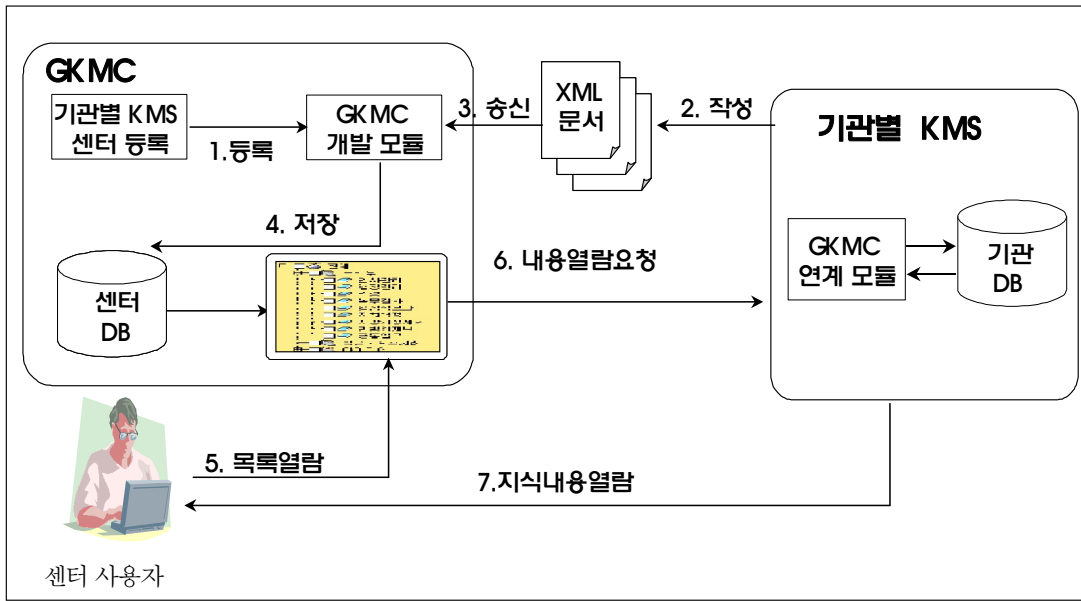 GKMC
기관별 KMS
센터 등록
1.등록
GKMC
개발 모듈
3. 송신
XML
문서
2. 작성
기관별 KMS
4. 저장
센터
DB
6. 내용열람요청
GKMC
연계 모듈
기관
DB
5. 목록열람
7.지식내용열람
센터 사용자